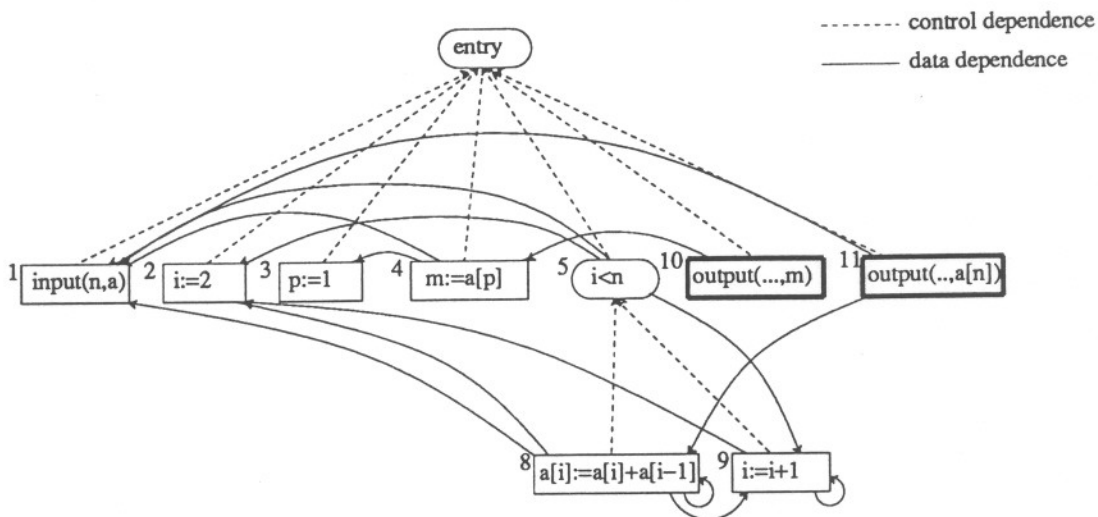 control dependence
entry
data dependence
1 input(n,a)
2 i:=2
3 p:=1
4 m:=a[p]
5 i<n
10 output(...,m)
11 output(..,a[n])
8 a[i]:=a[i]+a[i-1]
9 i:=i+1